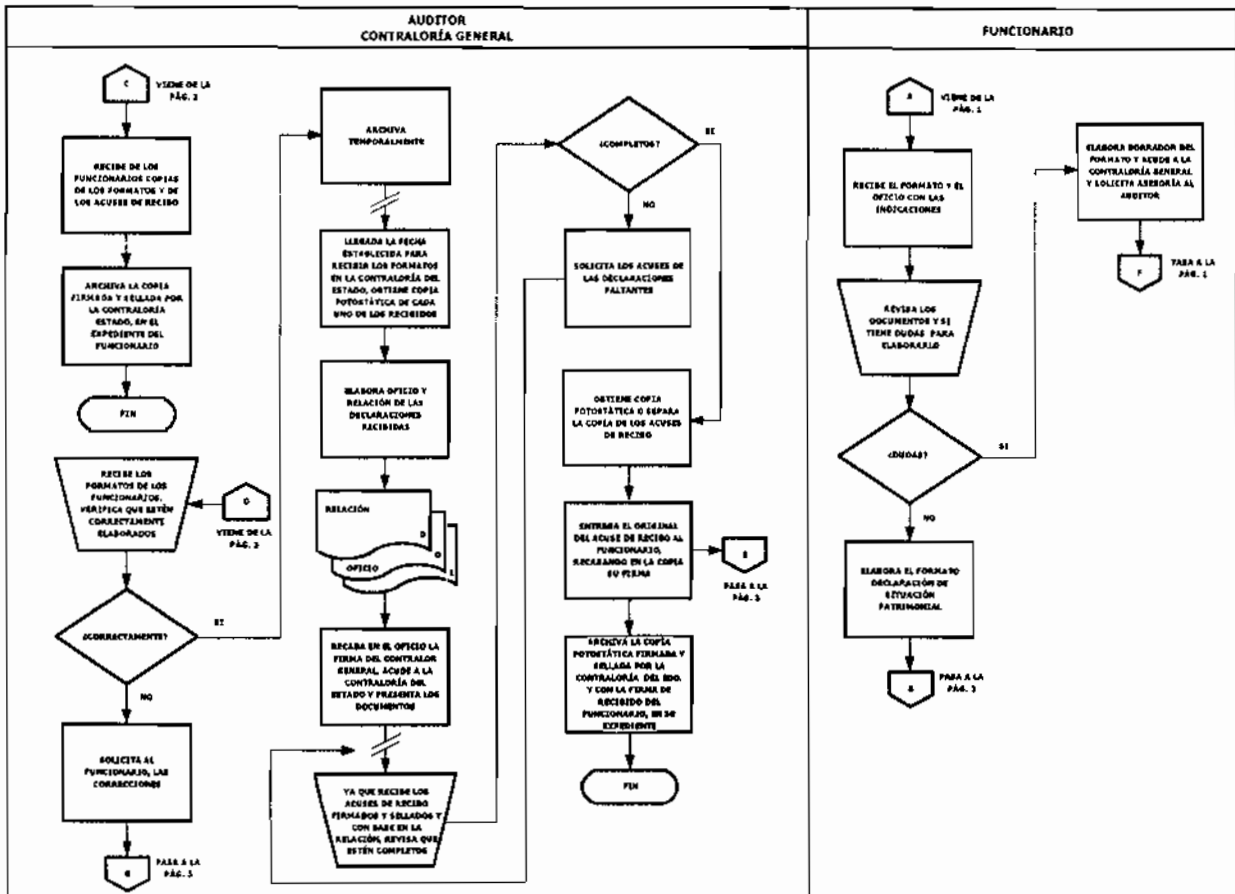 AUDITOR
CONTRALORÍA GENERAL
FUNCIONARIO
C
VIENE DE LA
PÁG. 2
RECIBE DE LOS
FUNCIONARIOS COPIAS
DE LOS FORMATOS Y DE
LOS ACUSES DE RECIBO
ARCHIVA LA COPIA
FIRMADA Y SELLADA POR
LA CONTRALORÍA
ESTADO, EN EL
EXPEDIENTE DEL
FUNCIONARIO
FIN
RECIBE LOS
FORMATOS DE LOS
FUNCIONARIOS,
VERIFICA QUE ESTÉN
CORRECTAMENTE
ELABORADOS
VIENE DE LA
¿CORRECTAMENTE?
SI
NO
SOLICITA AL
FUNCIONARIO, LAS
CORRECCIONES
PASA A LA
ARCHIVA
TEMPORALMENTE
LLEGADA LA FECHA
ESTABLECIDA PARA
RECIBIR LOS FORMATOS
EN LA CONTRALORÍA DEL
ESTADO, OBTIENE COPIA
FOTOSTÁTICA DE CADA
UNO DE LOS RECIBIDOS
ELABORA OFICIO Y
RELACIÓN DE LAS
DECLARACIONES
RECIBIDAS
RELACIÓN
OFICIO
RECABA EN EL OFICIO LA
FIRMA DEL CONTRALOR
GENERAL, ACUDE A LA
CONTRALORÍA DEL
ESTADO Y PRESENTA LOS
DOCUMENTOS
YA QUE RECIBE LOS
ACUSES DE RECIBO
FIRMADOS Y SELLADOS Y
CON BASE EN LA
RELACIÓN, REVISA QUE
ESTÉN COMPLETOS
¿COMPLETOS?
SI
NO
SOLICITA LOS ACUSES DE
LAS DECLARACIONES
FALTANTES
OBTIENE COPIA
FOTOSTÁTICA O SEPARA
LA COPIA DE LOS ACUSES
DE RECIBO
ENTREGA EL ORIGINAL
DEL ACUSE DE RECIBO AL
FUNCIONARIO,
RECABANDO EN LA COPIA
SU FIRMA
PASA A LA
ARCHIVA LA COPIA
FOTOSTÁTICA FIRMADA Y
SELLADA POR LA
CONTRALORÍA DEL EDO.
Y CON LA FIRMA DE
RECIBIDO DEL
FUNCIONARIO, EN SU
EXPEDIENTE
FIN
A
VIENE DE LA
PÁG. 1
RECIBE EL FORMATO Y EL
OFICIO CON LAS
INDICACIONES
REVISA LOS
DOCUMENTOS Y SI
TIENE DUDAS PARA
ELABORARLO
¿DUDAS?
SI
NO
ELABORA EL FORMATO
DECLARACIÓN DE
SITUACIÓN
PATRIMONIAL
PASA A LA
ELABORA BORRADOR DEL
FORMATO Y ACUDE A LA
CONTRALORÍA GENERAL
Y SOLICITA ASESORÍA AL
AUDITOR
F
PASA A LA
PÁG. 1